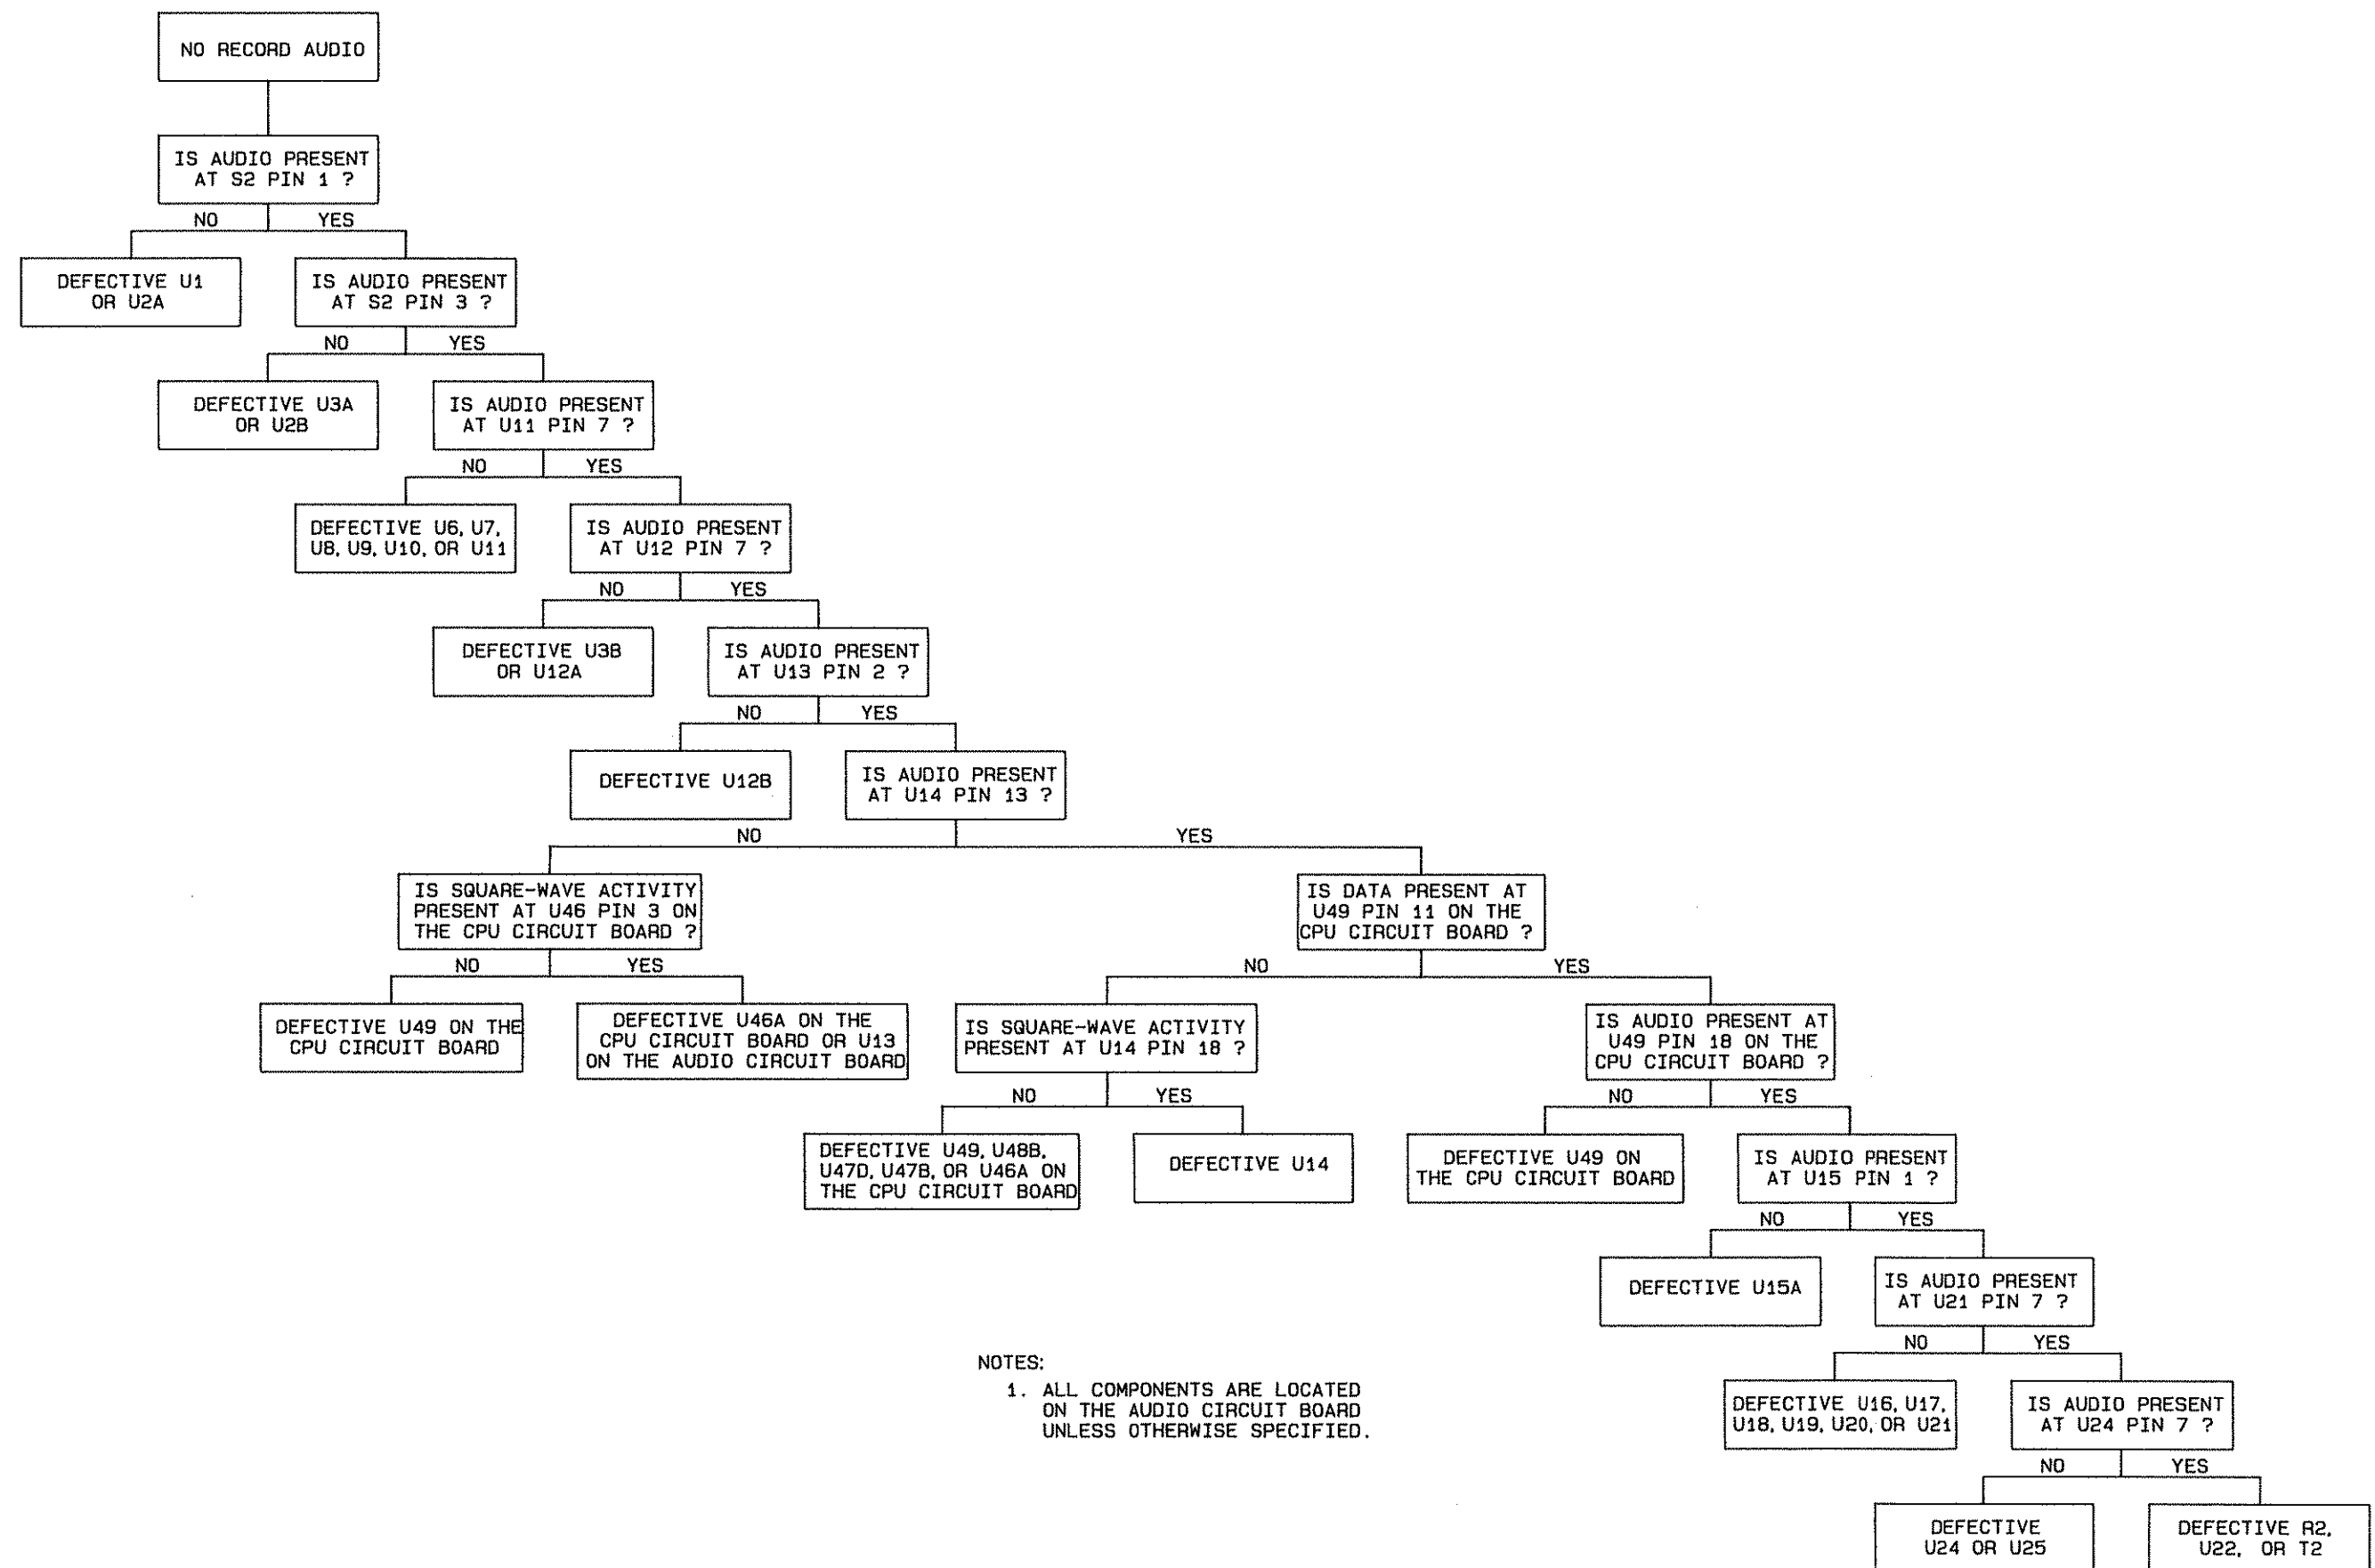 NO RECORD AUDIO
IS AUDIO PRESENT
AT S2 PIN 1 ?
NO YES
DEFECTIVE U1
OR U2A
IS AUDIO PRESENT
AT S2 PIN 3 ?
NO YES
DEFECTIVE U3A
OR U2B
IS AUDIO PRESENT
AT U11 PIN 7 ?
NO YES
DEFECTIVE U6, U7,
U8, U9, U10, OR U11
IS AUDIO PRESENT
AT U12 PIN 7 ?
NO YES
DEFECTIVE U3B
OR U12A
IS AUDIO PRESENT
AT U13 PIN 2 ?
NO YES
DEFECTIVE U12B
IS AUDIO PRESENT
AT U14 PIN 13 ?
NO YES
IS SQUARE-WAVE ACTIVITY
PRESENT AT U46 PIN 3 ON
THE CPU CIRCUIT BOARD ?
IS DATA PRESENT AT
U49 PIN 11 ON THE
CPU CIRCUIT BOARD ?
NO YES
NO YES
DEFECTIVE U49 ON THE
CPU CIRCUIT BOARD
DEFECTIVE U46A ON THE
CPU CIRCUIT BOARD OR U13
ON THE AUDIO CIRCUIT BOARD
IS SQUARE-WAVE ACTIVITY
PRESENT AT U14 PIN 18 ?
IS AUDIO PRESENT AT
U49 PIN 18 ON THE
CPU CIRCUIT BOARD ?
NO YES
NO YES
DEFECTIVE U49, U48B,
U47D, U47B, OR U46A ON
THE CPU CIRCUIT BOARD
DEFECTIVE U14
DEFECTIVE U49 ON
THE CPU CIRCUIT BOARD
IS AUDIO PRESENT
AT U15 PIN 1 ?
NO YES
DEFECTIVE U15A
IS AUDIO PRESENT
AT U21 PIN 7 ?
NO YES
NOTES:
1. ALL COMPONENTS ARE LOCATED
ON THE AUDIO CIRCUIT BOARD
UNLESS OTHERWISE SPECIFIED.
DEFECTIVE U16, U17,
U18, U19, U20, OR U21
IS AUDIO PRESENT
AT U24 PIN 7 ?
NO YES
DEFECTIVE
U24 OR U25
DEFECTIVE R2,
U22, OR T2